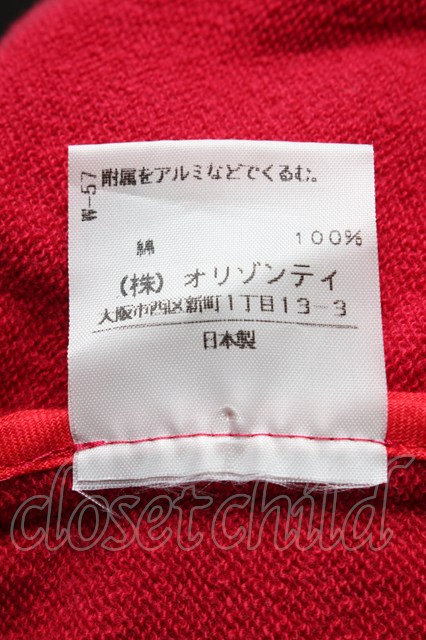 W-57
附属をアルミなどでくるむ。
綿 100%
(株) オリゾンティ
大阪市西区新町1丁目13-3
日本製
closetchild